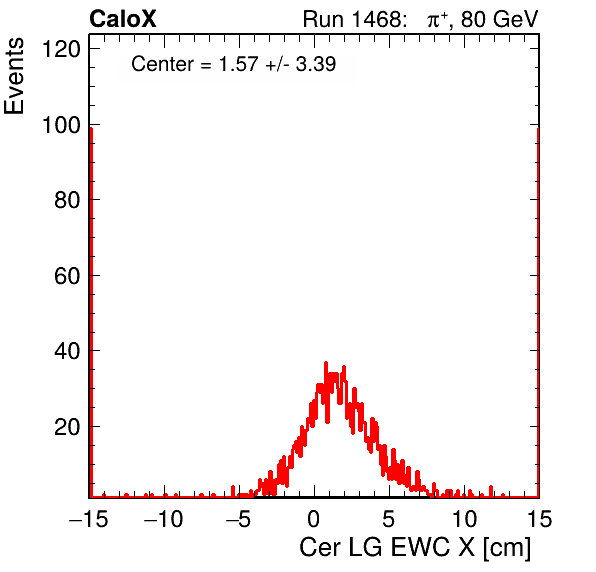 CaloX Run 1468: π⁺, 80 GeV
Center = 1.57 +/- 3.39
Events
120
100
80
60
40
20
−15 −10 −5 0 5 10 15
Cer LG EWC X [cm]